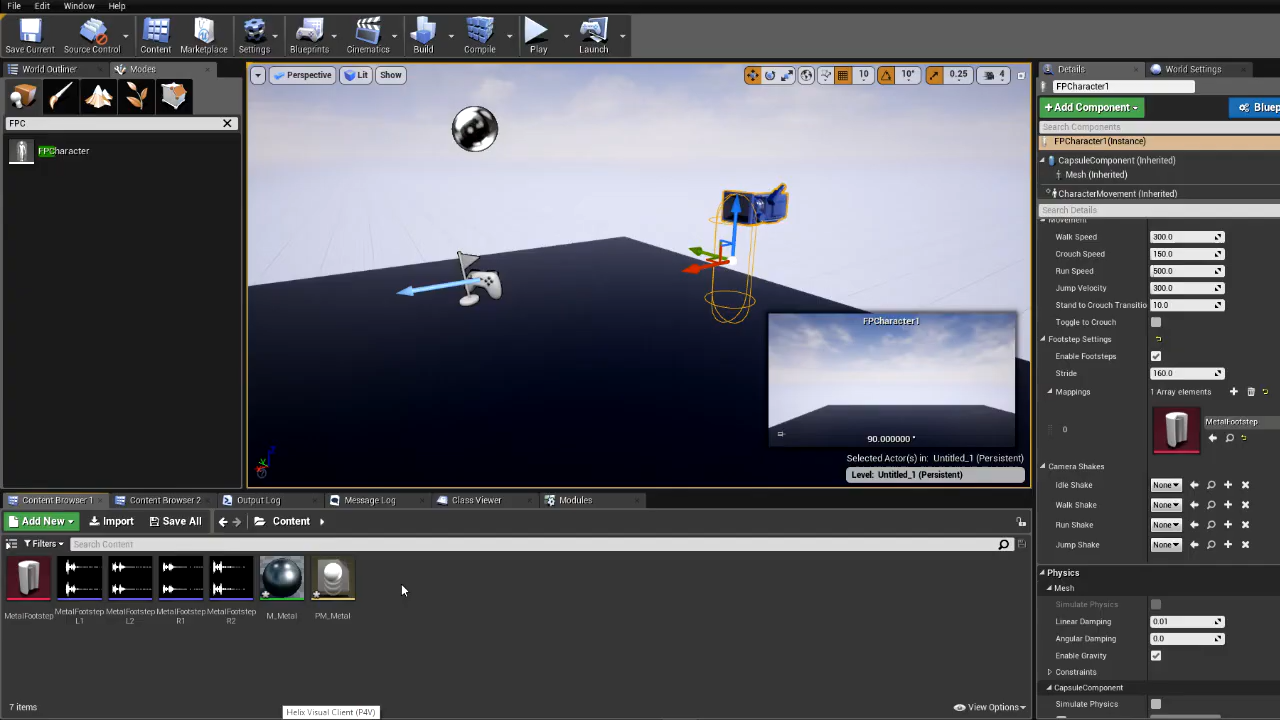 File Edit Window Help
Save Current Source Control Content Marketplace Settings Blueprints Cinematics Build Compile Play Launch
World Outliner Modes
FPC
FPCharacter
Perspective Lit Show
10 10° 0.25 4
FPCharacter1
90.000000 °
Selected Actor(s) in: Untitled_1 (Persistent)
Level: Untitled_1 (Persistent)
Details World Settings
FPCharacter1
+Add Component
Search Components
FPCharacter1(Instance)
CapsuleComponent (Inherited)
Mesh (Inherited)
CharacterMovement (Inherited)
Search Details
Movement
Walk Speed 300.0
Crouch Speed 150.0
Run Speed 500.0
Jump Velocity 300.0
Stand to Crouch Transitio 10.0
Toggle to Crouch
Footstep Settings
Enable Footsteps
Stride 160.0
Mappings 1 Array elements
0 MetalFootstep
Camera Shakes
Idle Shake None
Walk Shake None
Run Shake None
Jump Shake None
Physics
Mesh
Simulate Physics
Linear Damping 0.01
Angular Damping 0.0
Enable Gravity
Constraints
CapsuleComponent
Simulate Physics
Content Browser 1 Content Browser 2 Output Log Message Log Class Viewer Modules
Add New Import Save All Content
Filters Search Content
MetalFootstep MetalFootstep MetalFootstep MetalFootstep MetalFootstep M_Metal PM_Metal
L1 L2 R1 R2
7 items
View Options
Helix Visual Client (P4V)